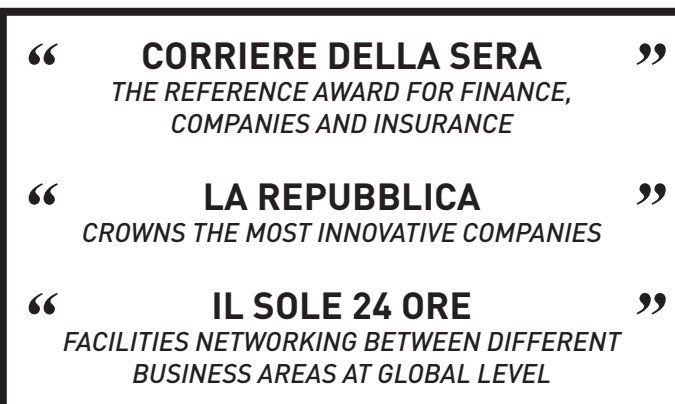 “ CORRIERE DELLA SERA ”
THE REFERENCE AWARD FOR FINANCE,
COMPANIES AND INSURANCE
“ LA REPUBBLICA ”
CROWNS THE MOST INNOVATIVE COMPANIES
“ IL SOLE 24 ORE ”
FACILITIES NETWORKING BETWEEN DIFFERENT
BUSINESS AREAS AT GLOBAL LEVEL